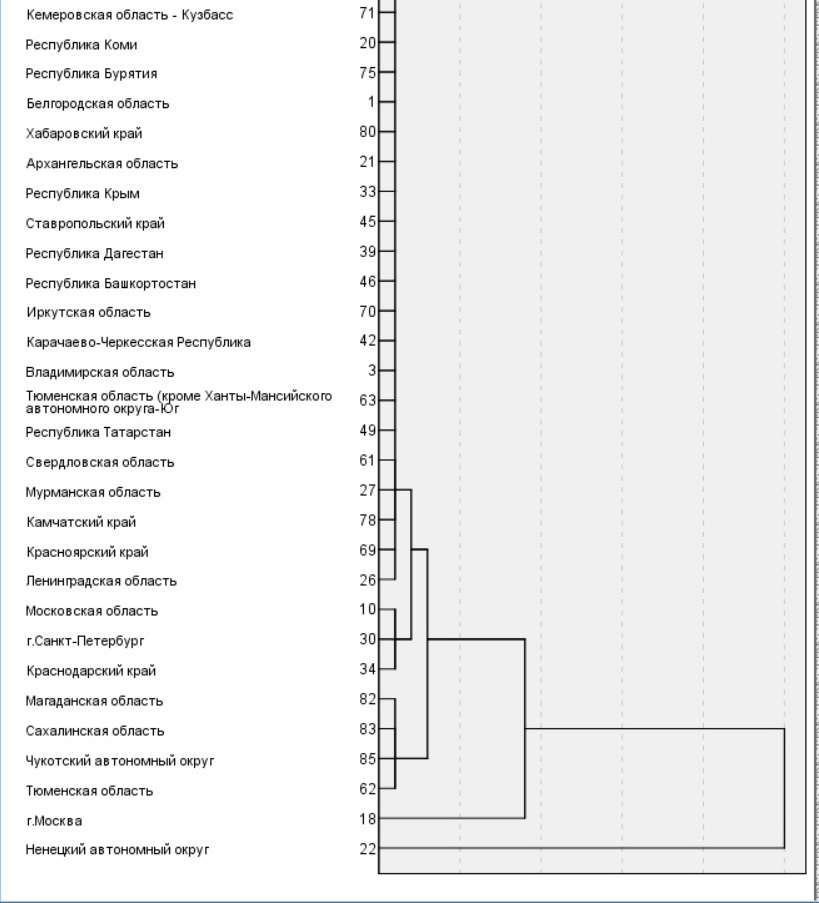 Кемеровская область - Кузбасс 71
Республика Коми 20
Республика Бурятия 75
Белгородская область 1
Хабаровский край 80
Архангельская область 21
Республика Крым 33
Ставропольский край 45
Республика Дагестан 39
Республика Башкортостан 46
Иркутская область 70
Карачаево-Черкесская Республика 42
Владимирская область 3
Тюменская область (кроме Ханты-Мансийского
автономного округа-Юг 63
Республика Татарстан 49
Свердловская область 61
Мурманская область 27
Камчатский край 78
Красноярский край 69
Ленинградская область 26
Московская область 10
г.Санкт-Петербург 30
Краснодарский край 34
Магаданская область 82
Сахалинская область 83
Чукотский автономный округ 85
Тюменская область 62
г.Москва 18
Ненецкий автономный округ 22